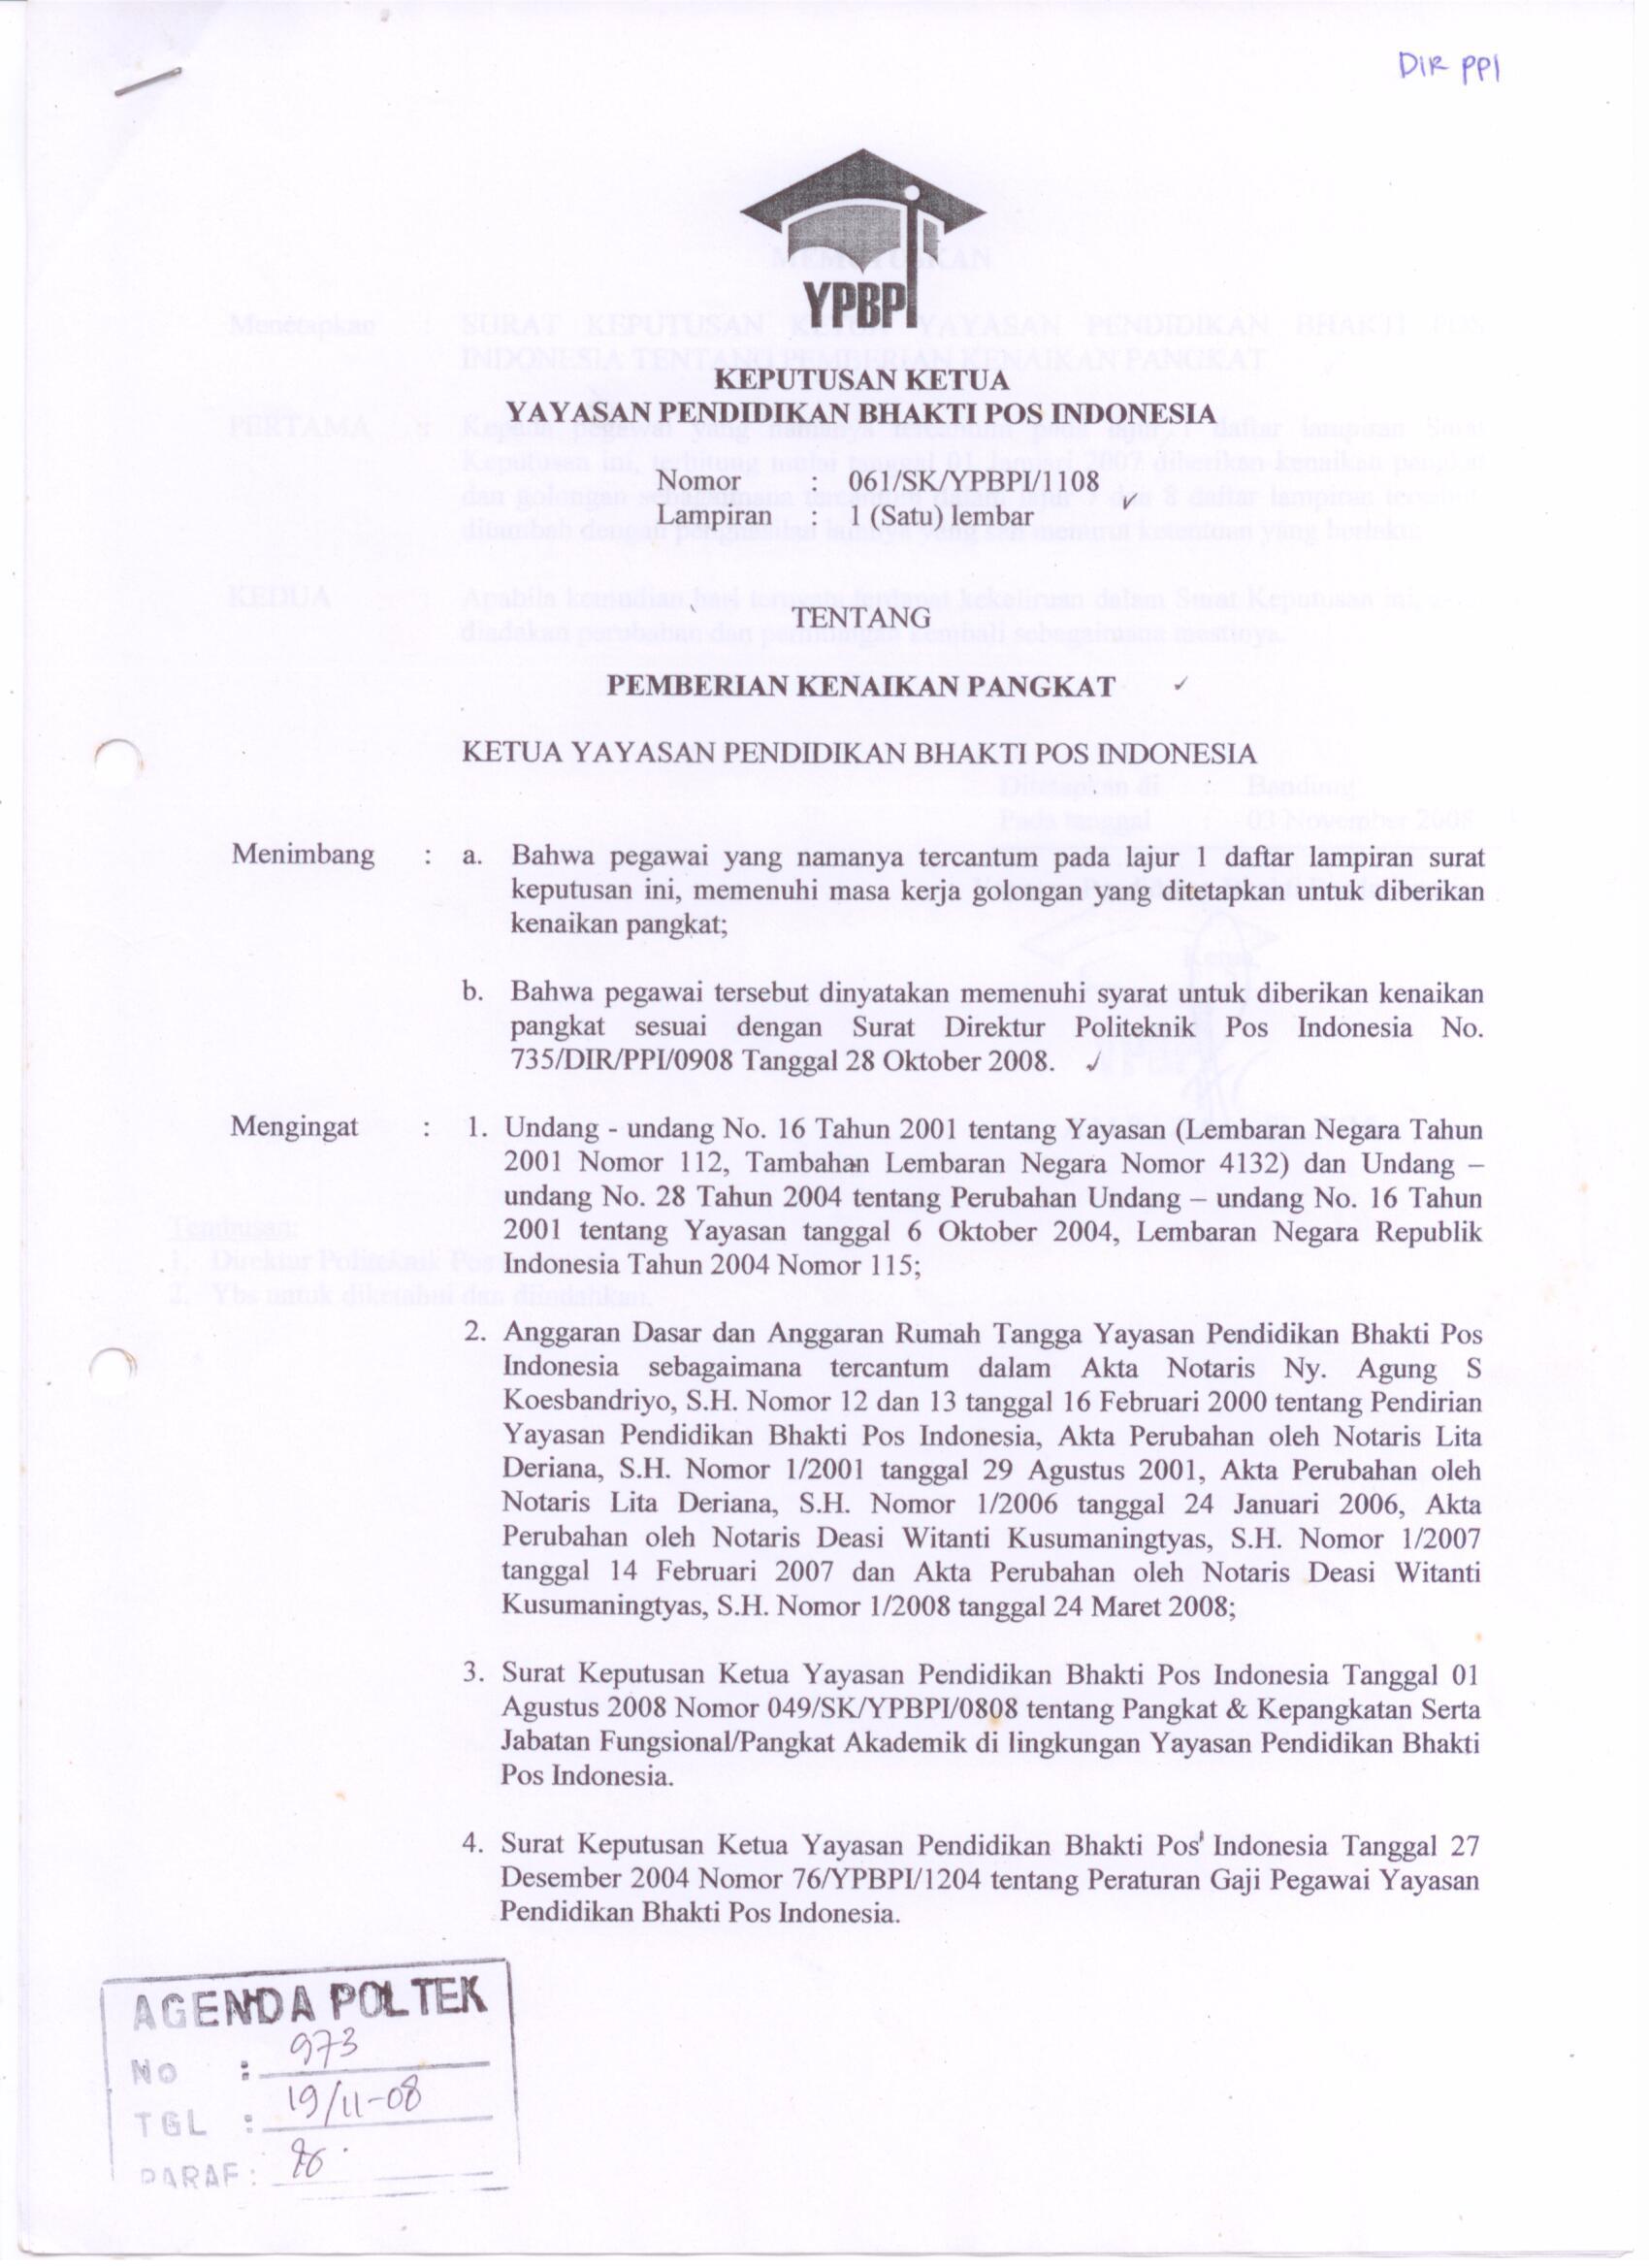 DIR PPI
YPBPI
KEPUTUSAN KETUA
YAYASAN PENDIDIKAN BHAKTI POS INDONESIA
Nomor : 061/SK/YPBPI/1108
Lampiran : 1 (Satu) lembar
TENTANG
PEMBERIAN KENAIKAN PANGKAT
KETUA YAYASAN PENDIDIKAN BHAKTI POS INDONESIA
Menimbang : a. Bahwa pegawai yang namanya tercantum pada lajur 1 daftar lampiran surat
keputusan ini, memenuhi masa kerja golongan yang ditetapkan untuk diberikan
kenaikan pangkat;
b. Bahwa pegawai tersebut dinyatakan memenuhi syarat untuk diberikan kenaikan
pangkat sesuai dengan Surat Direktur Politeknik Pos Indonesia No.
735/DIR/PPI/0908 Tanggal 28 Oktober 2008.
Mengingat : 1. Undang - undang No. 16 Tahun 2001 tentang Yayasan (Lembaran Negara Tahun
2001 Nomor 112, Tambahan Lembaran Negara Nomor 4132) dan Undang –
undang No. 28 Tahun 2004 tentang Perubahan Undang – undang No. 16 Tahun
2001 tentang Yayasan tanggal 6 Oktober 2004, Lembaran Negara Republik
Indonesia Tahun 2004 Nomor 115;
2. Anggaran Dasar dan Anggaran Rumah Tangga Yayasan Pendidikan Bhakti Pos
Indonesia sebagaimana tercantum dalam Akta Notaris Ny. Agung S
Koesbandriyo, S.H. Nomor 12 dan 13 tanggal 16 Februari 2000 tentang Pendirian
Yayasan Pendidikan Bhakti Pos Indonesia, Akta Perubahan oleh Notaris Lita
Deriana, S.H. Nomor 1/2001 tanggal 29 Agustus 2001, Akta Perubahan oleh
Notaris Lita Deriana, S.H. Nomor 1/2006 tanggal 24 Januari 2006, Akta
Perubahan oleh Notaris Deasi Witanti Kusumaningtyas, S.H. Nomor 1/2007
tanggal 14 Februari 2007 dan Akta Perubahan oleh Notaris Deasi Witanti
Kusumaningtyas, S.H. Nomor 1/2008 tanggal 24 Maret 2008;
3. Surat Keputusan Ketua Yayasan Pendidikan Bhakti Pos Indonesia Tanggal 01
Agustus 2008 Nomor 049/SK/YPBPI/0808 tentang Pangkat & Kepangkatan Serta
Jabatan Fungsional/Pangkat Akademik di lingkungan Yayasan Pendidikan Bhakti
Pos Indonesia.
4. Surat Keputusan Ketua Yayasan Pendidikan Bhakti Pos Indonesia Tanggal 27
Desember 2004 Nomor 76/YPBPI/1204 tentang Peraturan Gaji Pegawai Yayasan
Pendidikan Bhakti Pos Indonesia.
AGENDA POLTEK
No : 973
TGL : 19/11-08
PARAF :